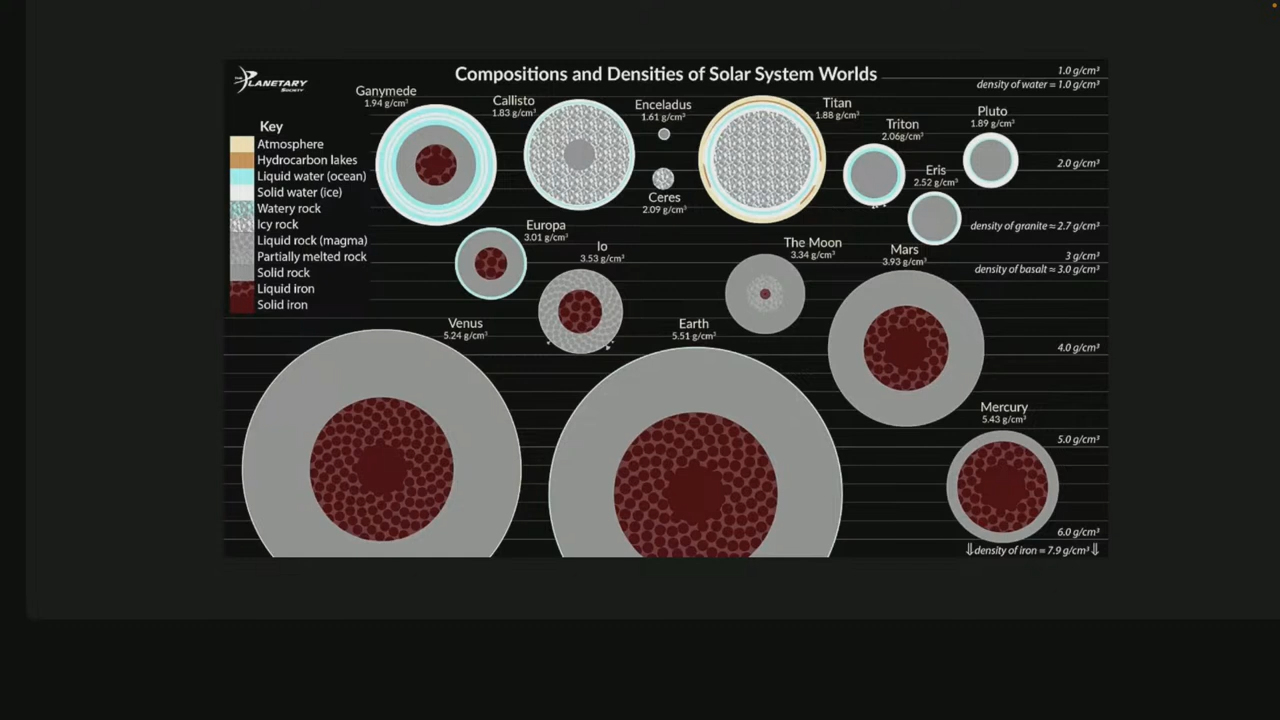 THE PLANETARY SOCIETY
Compositions and Densities of Solar System Worlds
1.0 g/cm³
density of water = 1.0 g/cm³
Ganymede
1.94 g/cm³
Callisto
1.83 g/cm³
Enceladus
1.61 g/cm³
Titan
1.88 g/cm³
Triton
2.06g/cm³
Pluto
1.89 g/cm³
Key
Atmosphere
Hydrocarbon lakes
Liquid water (ocean)
Solid water (ice)
Watery rock
Icy rock
Liquid rock (magma)
Partially melted rock
Solid rock
Liquid iron
Solid iron
2.0 g/cm³
Eris
2.52 g/cm³
Ceres
2.09 g/cm³
Europa
3.01 g/cm³
density of granite ≈ 2.7 g/cm³
Io
3.53 g/cm³
The Moon
3.34 g/cm³
Mars
3.93 g/cm³
3 g/cm³
density of basalt ≈ 3.0 g/cm³
Venus
5.24 g/cm³
Earth
5.51 g/cm³
4.0 g/cm³
Mercury
5.43 g/cm³
5.0 g/cm³
6.0 g/cm³
⇓density of iron = 7.9 g/cm³⇓